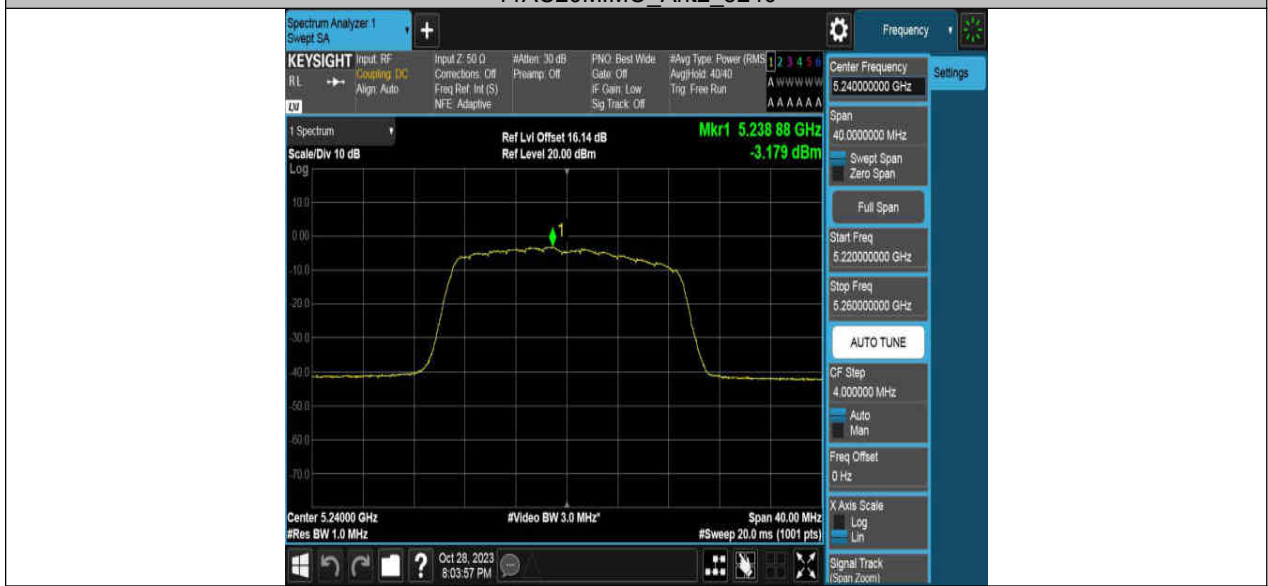 Spectrum Analyzer 1
Swept SA
+
Frequency
KEYSIGHT
RL
LXI
Input: RF
Coupling: DC
Align: Auto
Input Z: 50 Ω
Corrections: Off
Freq Ref: Int (S)
NFE: Adaptive
#Atten: 30 dB
Preamp: Off
PNO: Best Wide
Gate: Off
IF Gain: Low
Sig Track: Off
#Avg Type: Power (RMS
Avg|Hold: 40/40
Trig: Free Run
1 2 3 4 5 6
A W W W W W
A A A A A A
Center Frequency
5.240000000 GHz
Settings
1 Spectrum
Scale/Div 10 dB
Log
Ref Lvl Offset 16.14 dB
Ref Level 20.00 dBm
Mkr1 5.238 88 GHz
-3.179 dBm
Span
40.0000000 MHz
Swept Span
Zero Span
Full Span
Start Freq
5.220000000 GHz
Stop Freq
5.260000000 GHz
AUTO TUNE
CF Step
4.000000 MHz
Auto
Man
Freq Offset
0 Hz
X Axis Scale
Log
Lin
Signal Track
(Span Zoom)
10.0
0.00
1
-10.0
-20.0
-30.0
-40.0
-50.0
-60.0
-70.0
Center 5.24000 GHz
#Res BW 1.0 MHz
#Video BW 3.0 MHz*
Span 40.00 MHz
#Sweep 20.0 ms (1001 pts)
?
Oct 28, 2023
8:03:57 PM